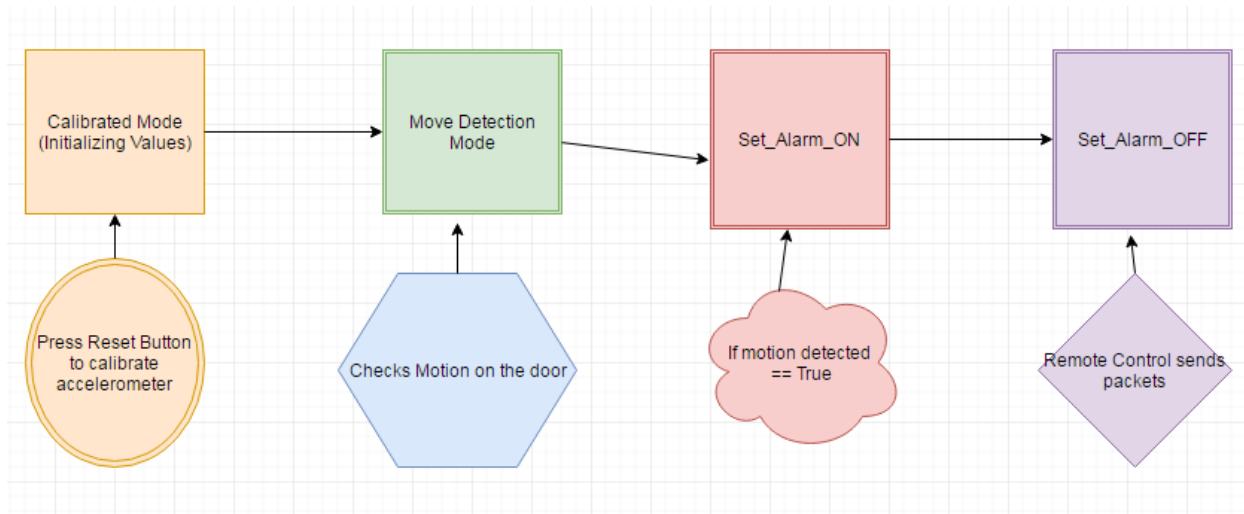 Calibrated Mode
(Initializing Values)
Move Detection
Mode
Set_Alarm_ON
Set_Alarm_OFF
Press Reset Button
to calibrate
accelerometer
Checks Motion on the door
If motion detected
== True
Remote Control sends
packets